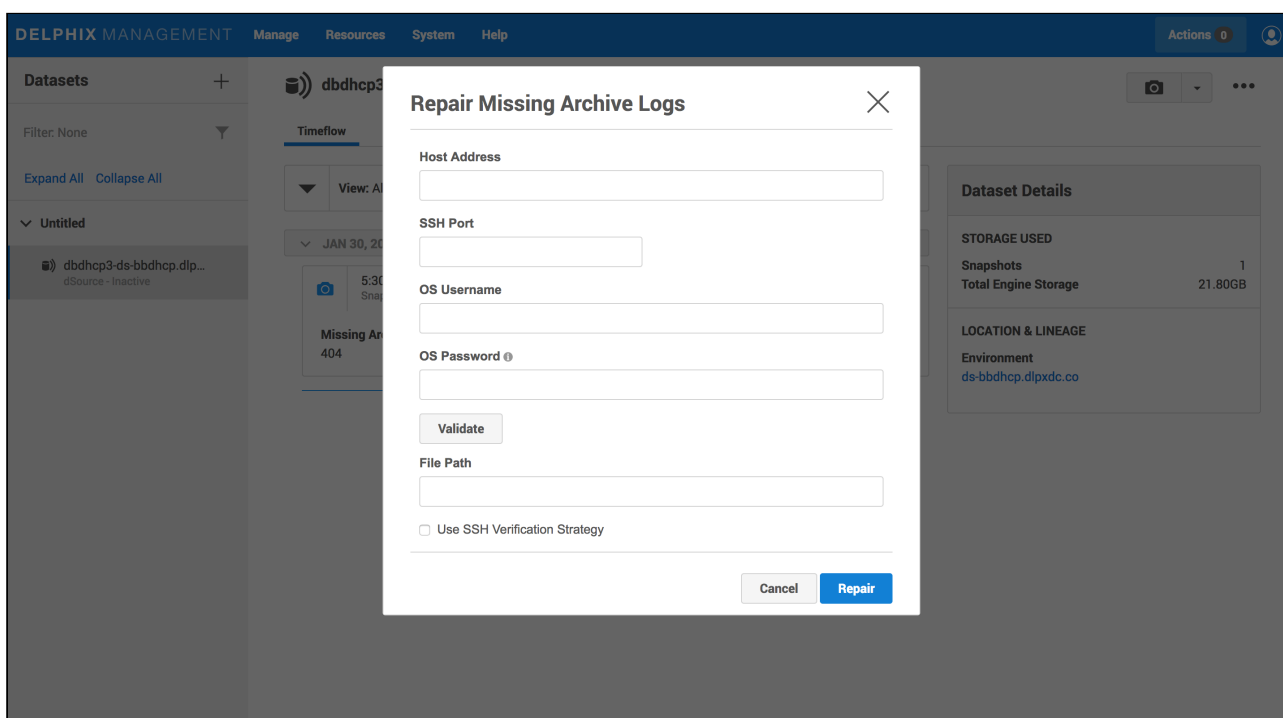 DELPHIX MANAGEMENT Manage Resources System Help Actions 0
Datasets
Filter: None
Expand All Collapse All
Untitled
dbdhcp3-ds-bbdhcp.dlp...
dSource - Inactive
dbdhcp3
Timeflow
View: Al
JAN 30, 20
5:30
Snap
Missing Ar
404
Repair Missing Archive Logs
Host Address
SSH Port
OS Username
OS Password
Validate
File Path
Use SSH Verification Strategy
Cancel Repair
Dataset Details
STORAGE USED
Snapshots 1
Total Engine Storage 21.80GB
LOCATION & LINEAGE
Environment
ds-bbdhcp.dlpxdc.co